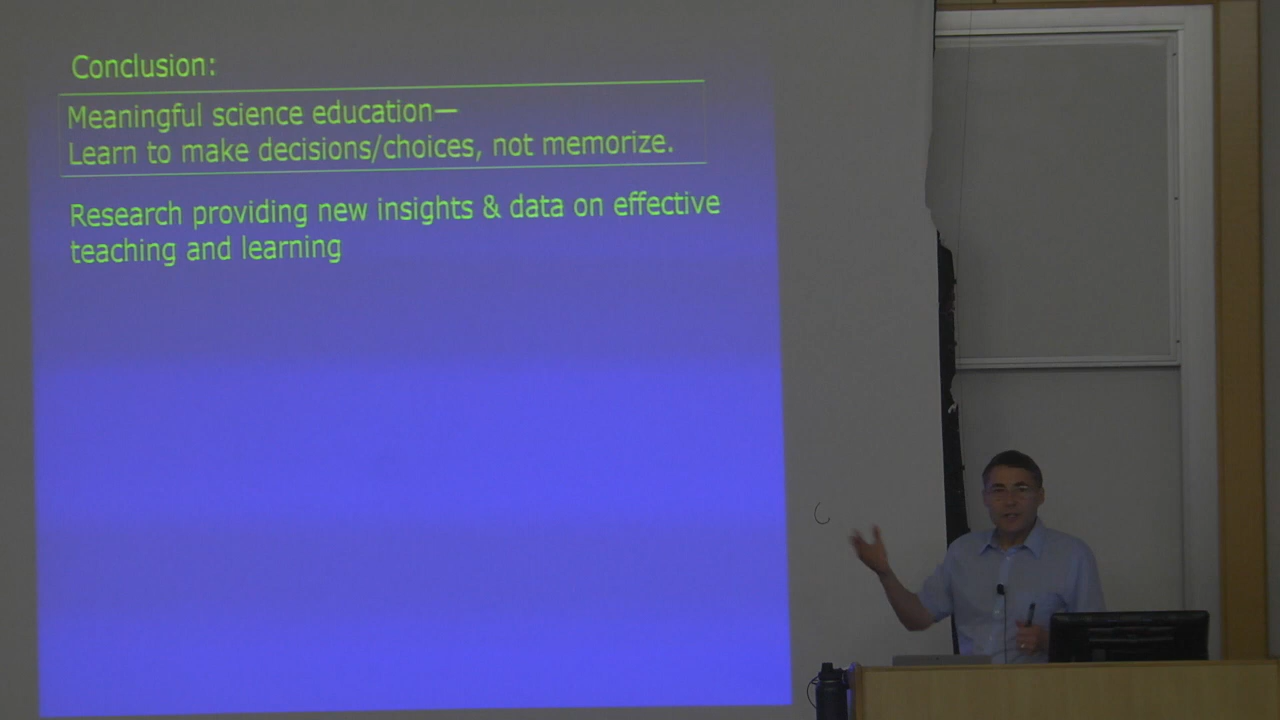 Conclusion:
Meaningful science education—
Learn to make decisions/choices, not memorize.
Research providing new insights & data on effective
teaching and learning